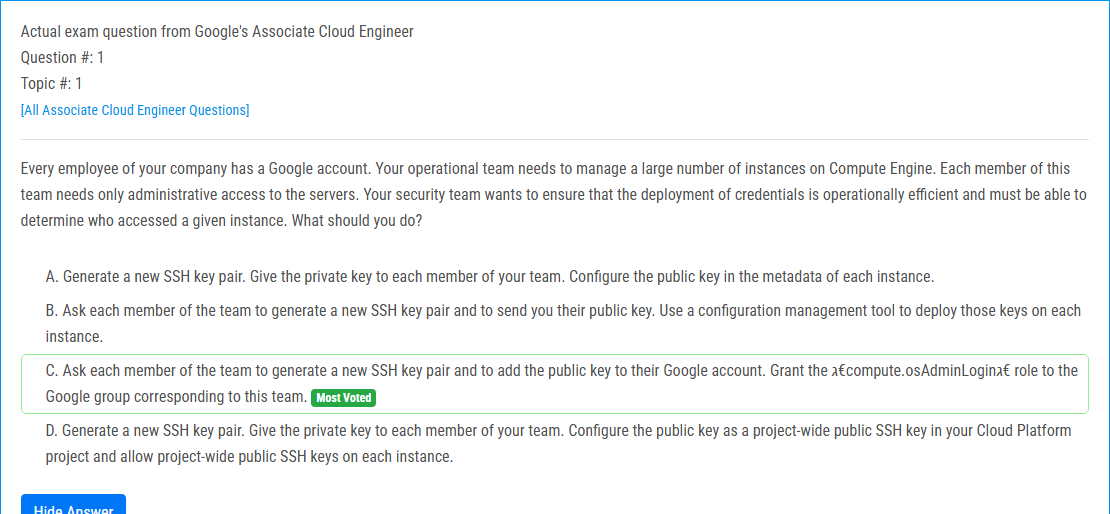 Actual exam question from Google's Associate Cloud Engineer
Question #: 1
Topic #: 1
[All Associate Cloud Engineer Questions]
Every employee of your company has a Google account. Your operational team needs to manage a large number of instances on Compute Engine. Each member of this
team needs only administrative access to the servers. Your security team wants to ensure that the deployment of credentials is operationally efficient and must be able to
determine who accessed a given instance. What should you do?
A. Generate a new SSH key pair. Give the private key to each member of your team. Configure the public key in the metadata of each instance.
B. Ask each member of the team to generate a new SSH key pair and to send you their public key. Use a configuration management tool to deploy those keys on each
instance.
C. Ask each member of the team to generate a new SSH key pair and to add the public key to their Google account. Grant the ג€compute.osAdminLoginג€ role to the
Google group corresponding to this team. Most Voted
D. Generate a new SSH key pair. Give the private key to each member of your team. Configure the public key as a project-wide public SSH key in your Cloud Platform
project and allow project-wide public SSH keys on each instance.
Hide Answer